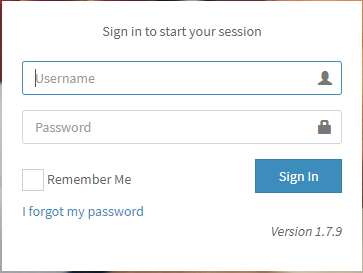 Sign in to start your session
Username
Password
Remember Me
Sign In
I forgot my password
Version 1.7.9